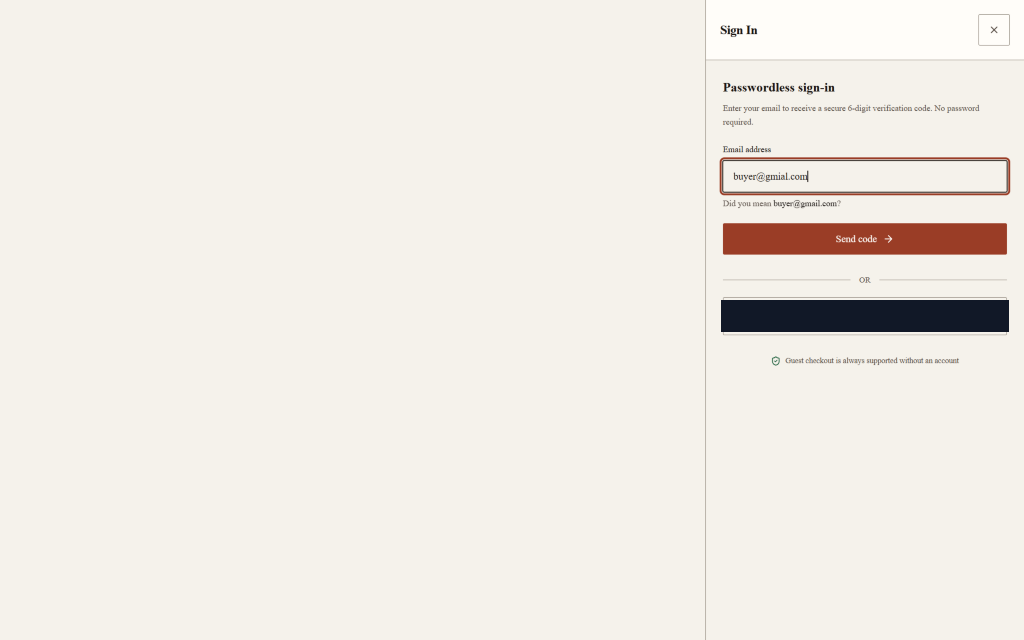 Sign In
Passwordless sign-in
Enter your email to receive a secure 6-digit verification code. No password
required.
Email address
buyer@gmial.com
Did you mean buyer@gmail.com?
Send code
OR
Guest checkout is always supported without an account